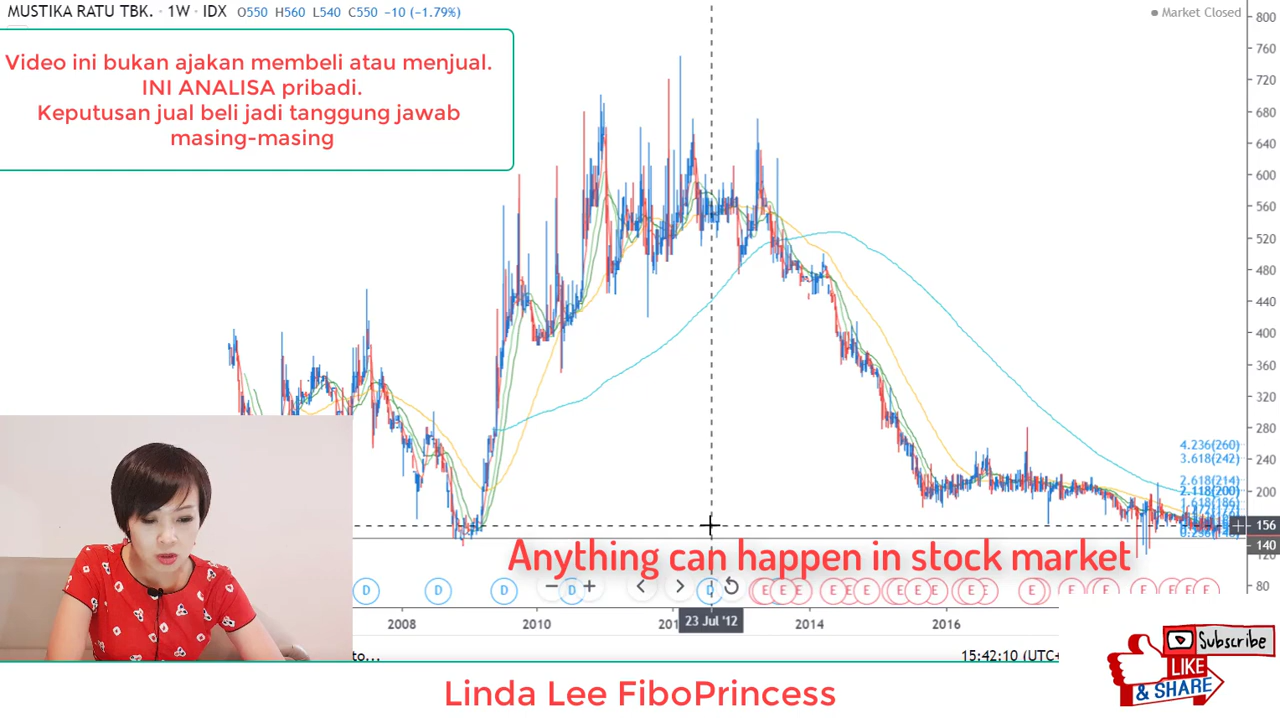 MUSTIKA RATU TBK. · 1W · IDX O550 H560 L540 C550 −10 (−1.79%)
Market Closed
Video ini bukan ajakan membeli atau menjual.
INI ANALISA pribadi.
Keputusan jual beli jadi tanggung jawab
masing-masing
800
760
720
680
640
600
560
520
480
440
400
360
320
280
240
200
156
140
120
80
4.236(260)
3.618(242)
2.618(214)
2.118(200)
1.618(186)
Anything can happen in stock market
D D D D D E E E E E E E E E E E E E E E E E
2008 2010 23 Jul '12 2014 2016
to...
15:42:10 (UTC+
Subscribe
LIKE
& SHARE
Linda Lee FiboPrincess